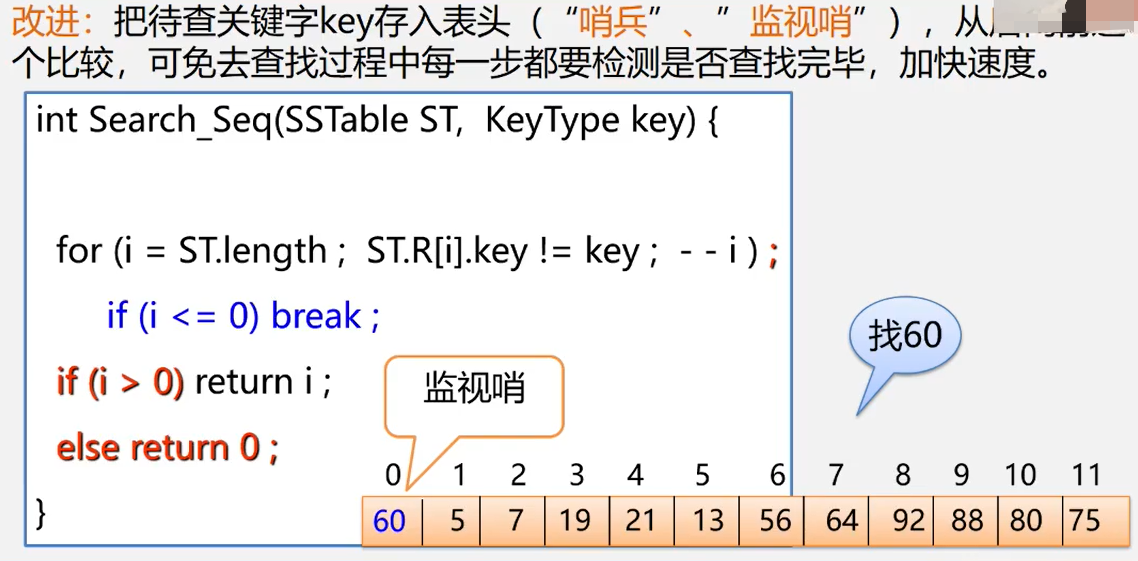 改进：把待查关键字key存入表头（“哨兵”、”监视哨”），从
个比较，可免去查找过程中每一步都要检测是否查找完毕，加快速度。
int Search_Seq(SSTable ST, KeyType key) {
for (i = ST.length ; ST.R[i].key != key ; - - i ) ;
if (i <= 0) break ;
if (i > 0) return i ;
else return 0 ;
}
监视哨
找60
0 1 2 3 4 5 6 7 8 9 10 11
60 5 7 19 21 13 56 64 92 88 80 75